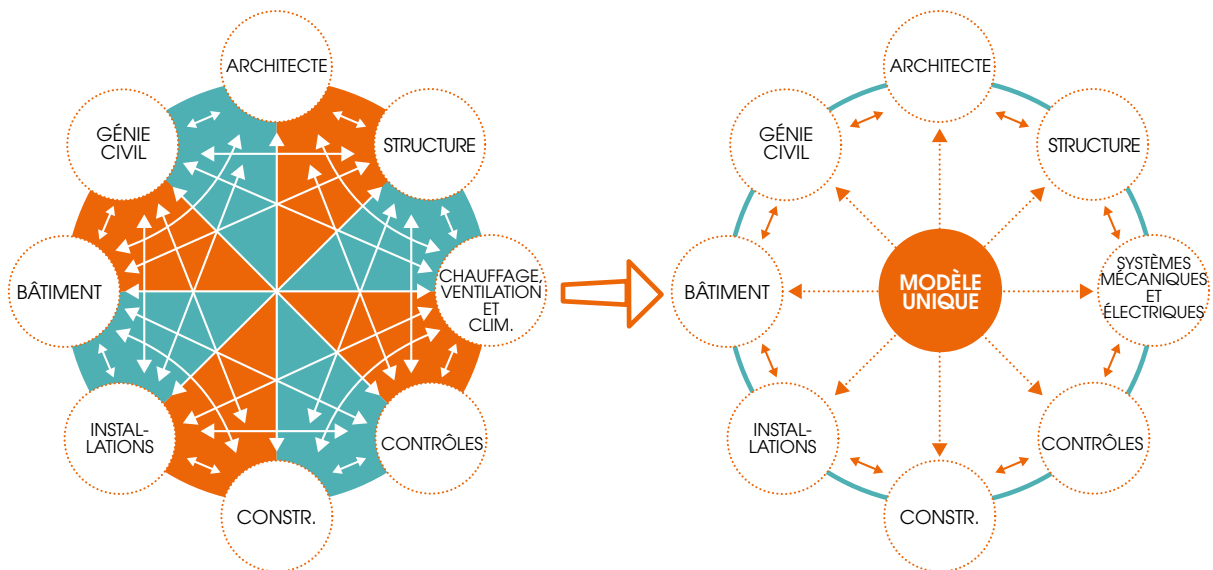 ARCHITECTE
GÉNIE
CIVIL
STRUCTURE
BÂTIMENT
CHAUFFAGE,
VENTILATION
ET
CLIM.
INSTAL-
LATIONS
CONTRÔLES
CONSTR.
ARCHITECTE
GÉNIE
CIVIL
STRUCTURE
BÂTIMENT
MODÈLE
UNIQUE
SYSTÈMES
MÉCANIQUES
ET
ÉLECTRIQUES
INSTAL-
LATIONS
CONTRÔLES
CONSTR.